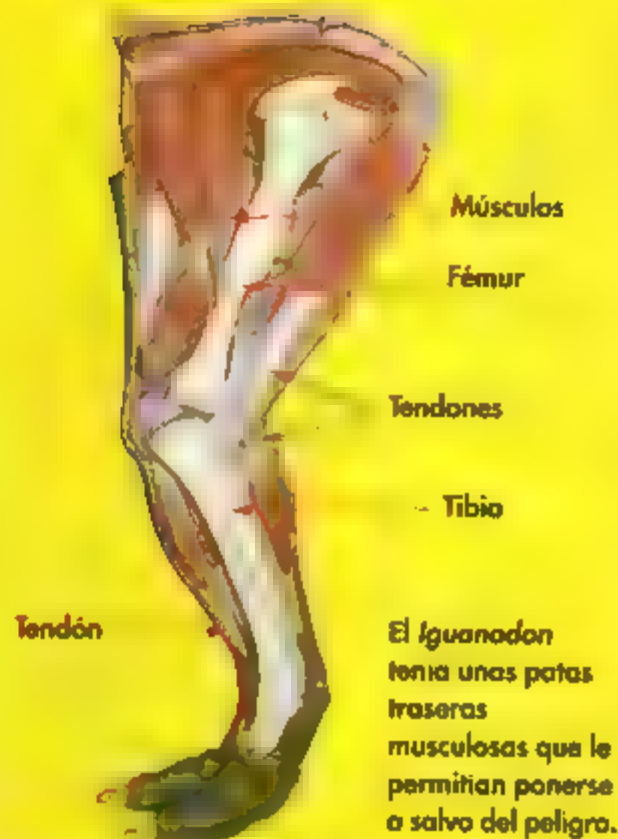 Músculos
Fémur
Tendones
Tibia
Tendón
El Iguanodon
tenía unas patas
traseras
musculosas que le
permitían ponerse
a salvo del peligro.